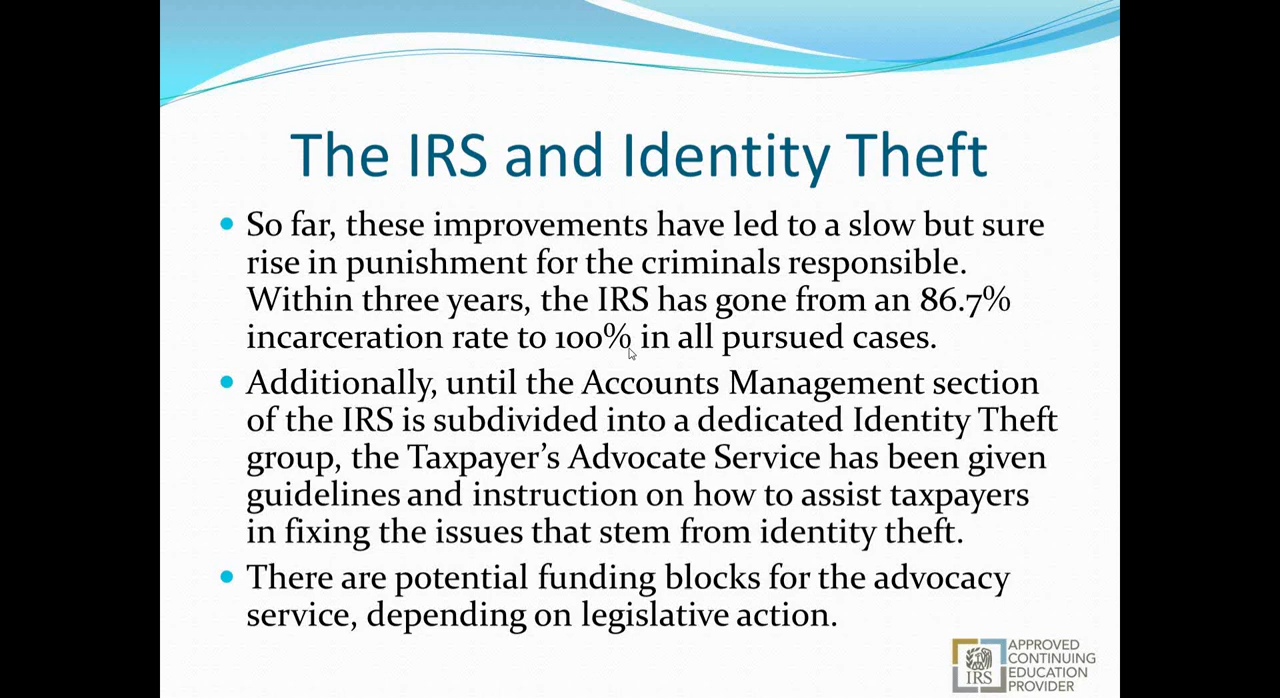 The IRS and Identity Theft
So far, these improvements have led to a slow but sure
rise in punishment for the criminals responsible.
Within three years, the IRS has gone from an 86.7%
incarceration rate to 100% in all pursued cases.
Additionally, until the Accounts Management section
of the IRS is subdivided into a dedicated Identity Theft
group, the Taxpayer’s Advocate Service has been given
guidelines and instruction on how to assist taxpayers
in fixing the issues that stem from identity theft.
There are potential funding blocks for the advocacy
service, depending on legislative action.
IRS
APPROVED
CONTINUING
EDUCATION
PROVIDER